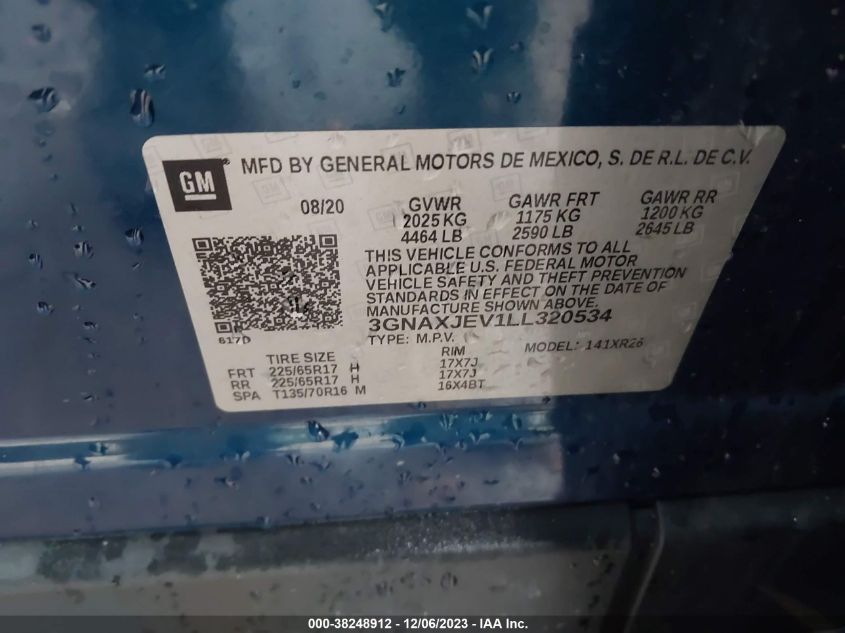 GM
MFD BY GENERAL MOTORS DE MEXICO, S. DE R.L. DE C.V.
08/20 GVWR GAWR FRT GAWR RR
2025 KG 1175 KG 1200 KG
4464 LB 2590 LB 2645 LB
THIS VEHICLE CONFORMS TO ALL
APPLICABLE U.S. FEDERAL MOTOR
VEHICLE SAFETY AND THEFT PREVENTION
STANDARDS IN EFFECT ON THE DATE OF
MANUFACTURE SHOWN ABOVE.
3GNAXJEV1LL320534
617D TYPE: M.P.V. MODEL: 141XR26
TIRE SIZE RIM
FRT 225/65R17 H 17X7J
RR 225/65R17 H 17X7J
SPA T135/70R16 M 16X4BT
000-38248912 - 12/06/2023 - IAA Inc.